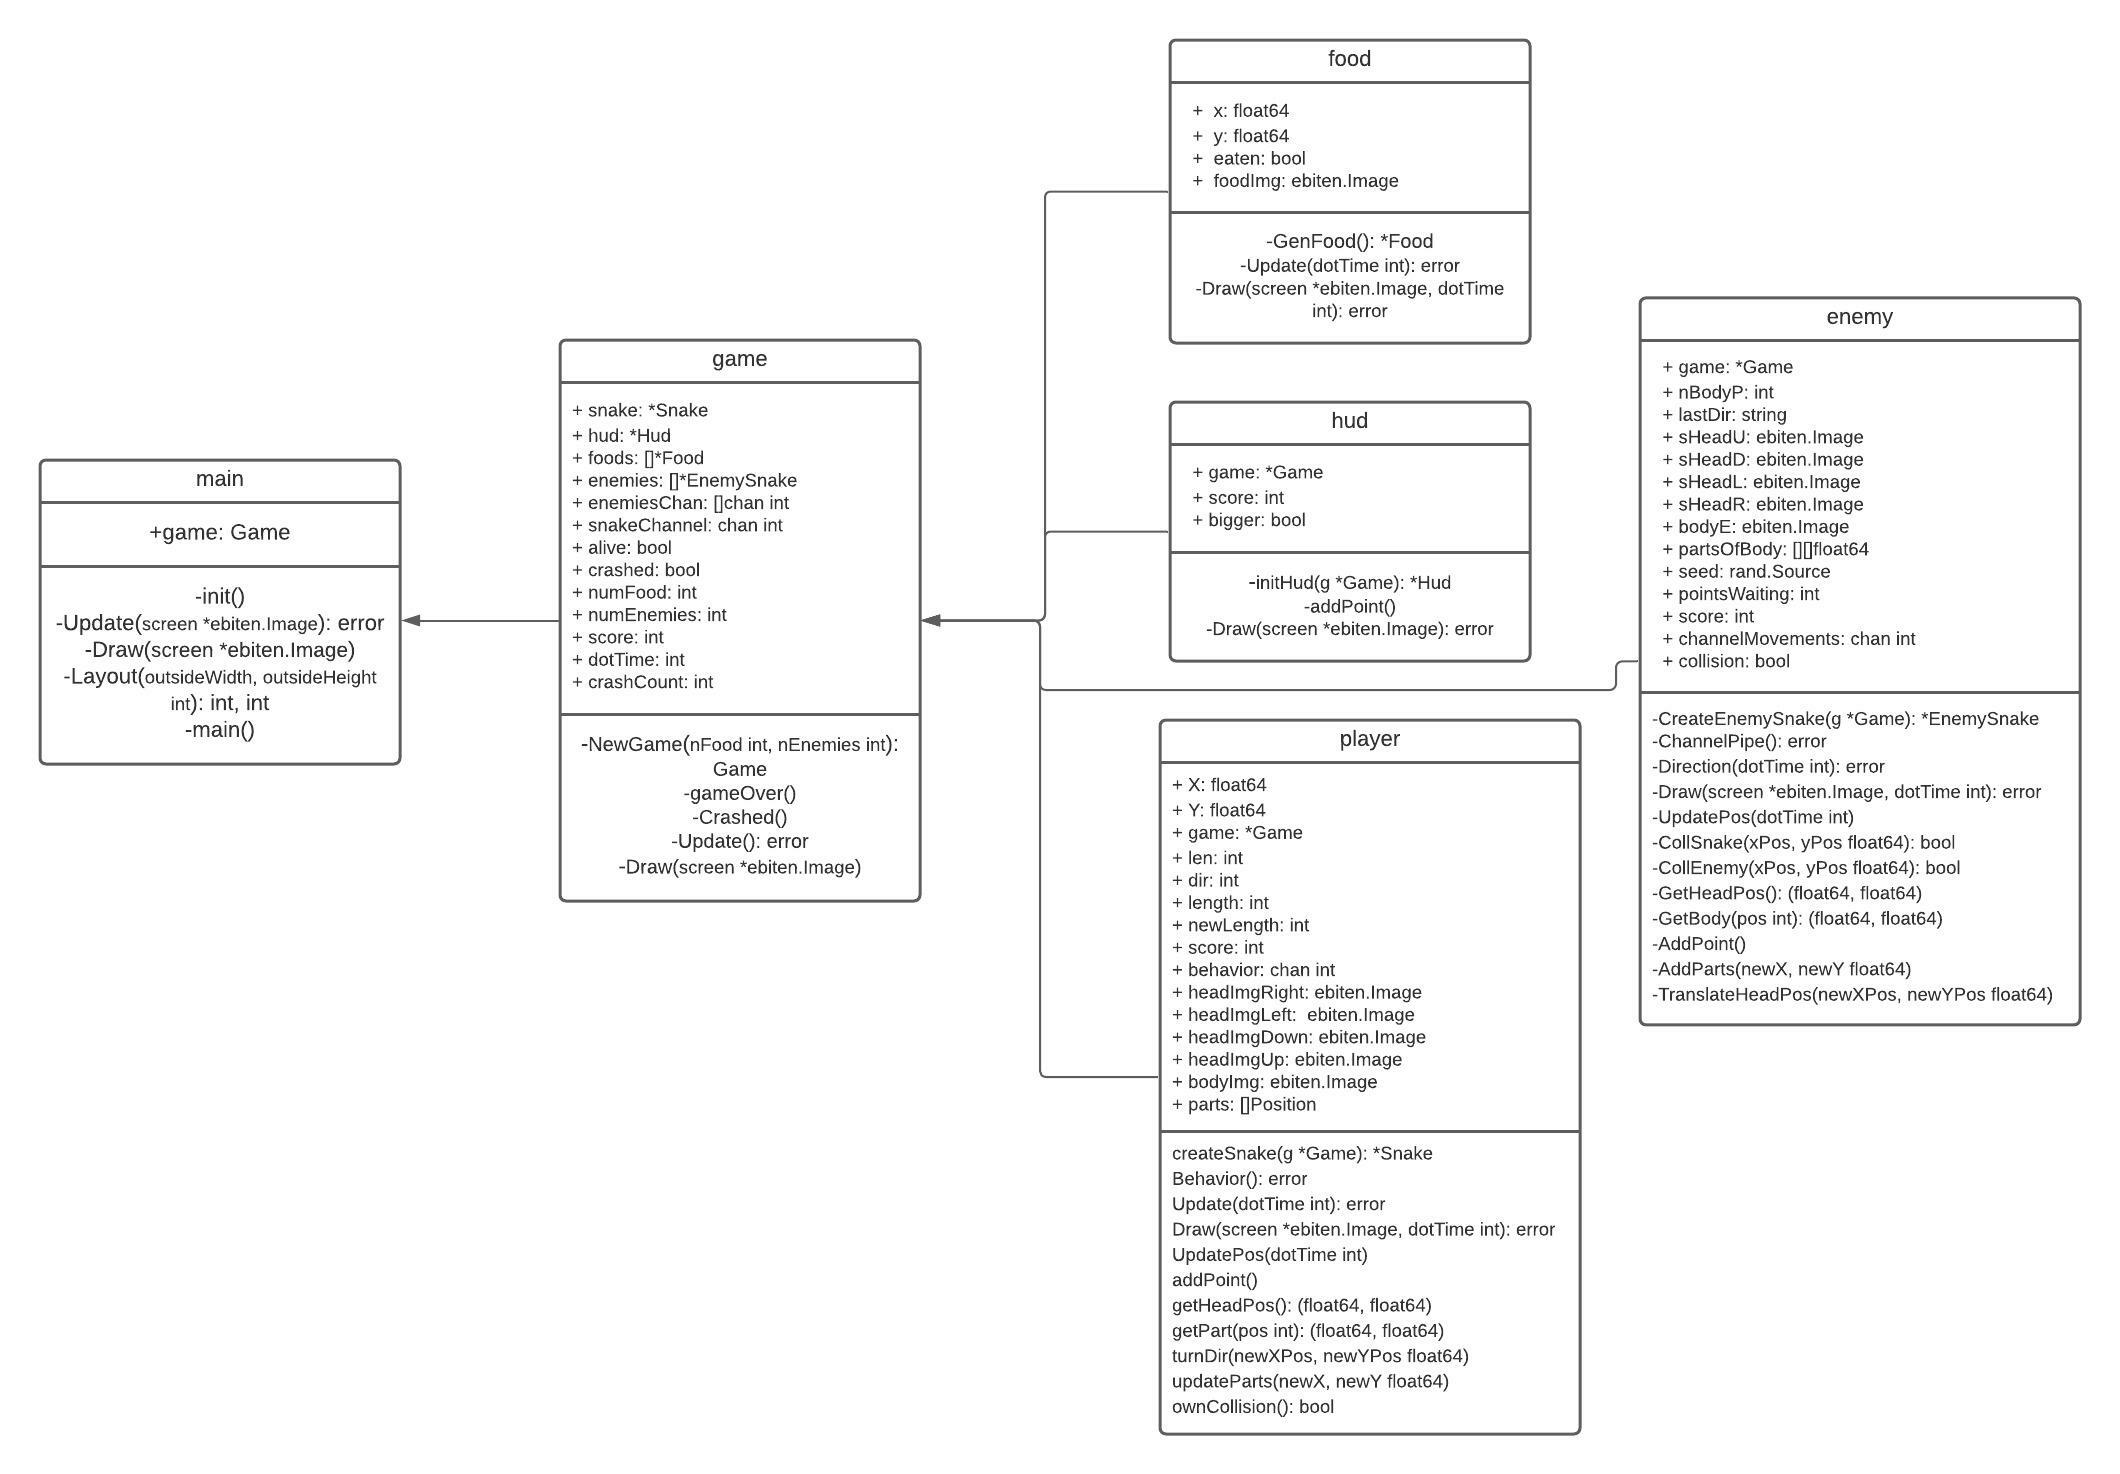 main
+game: Game
-init()
-Update(screen *ebiten.Image): error
-Draw(screen *ebiten.Image)
-Layout(outsideWidth, outsideHeight
int): int, int
-main()
game
+ snake: *Snake
+ hud: *Hud
+ foods: []*Food
+ enemies: []*EnemySnake
+ enemiesChan: []chan int
+ snakeChannel: chan int
+ alive: bool
+ crashed: bool
+ numFood: int
+ numEnemies: int
+ score: int
+ dotTime: int
+ crashCount: int
-NewGame(nFood int, nEnemies int):
Game
-gameOver()
-Crashed()
-Update(): error
-Draw(screen *ebiten.Image)
food
+ x: float64
+ y: float64
+ eaten: bool
+ foodImg: ebiten.Image
-GenFood(): *Food
-Update(dotTime int): error
-Draw(screen *ebiten.Image, dotTime
int): error
hud
+ game: *Game
+ score: int
+ bigger: bool
-initHud(g *Game): *Hud
-addPoint()
-Draw(screen *ebiten.Image): error
player
+ X: float64
+ Y: float64
+ game: *Game
+ len: int
+ dir: int
+ length: int
+ newLength: int
+ score: int
+ behavior: chan int
+ headImgRight: ebiten.Image
+ headImgLeft: ebiten.Image
+ headImgDown: ebiten.Image
+ headImgUp: ebiten.Image
+ bodyImg: ebiten.Image
+ parts: []Position
createSnake(g *Game): *Snake
Behavior(): error
Update(dotTime int): error
Draw(screen *ebiten.Image, dotTime int): error
UpdatePos(dotTime int)
addPoint()
getHeadPos(): (float64, float64)
getPart(pos int): (float64, float64)
turnDir(newXPos, newYPos float64)
updateParts(newX, newY float64)
ownCollision(): bool
enemy
+ game: *Game
+ nBodyP: int
+ lastDir: string
+ sHeadU: ebiten.Image
+ sHeadD: ebiten.Image
+ sHeadL: ebiten.Image
+ sHeadR: ebiten.Image
+ bodyE: ebiten.Image
+ partsOfBody: [][]float64
+ seed: rand.Source
+ pointsWaiting: int
+ score: int
+ channelMovements: chan int
+ collision: bool
-CreateEnemySnake(g *Game): *EnemySnake
-ChannelPipe(): error
-Direction(dotTime int): error
-Draw(screen *ebiten.Image, dotTime int): error
-UpdatePos(dotTime int)
-CollSnake(xPos, yPos float64): bool
-CollEnemy(xPos, yPos float64): bool
-GetHeadPos(): (float64, float64)
-GetBody(pos int): (float64, float64)
-AddPoint()
-AddParts(newX, newY float64)
-TranslateHeadPos(newXPos, newYPos float64)